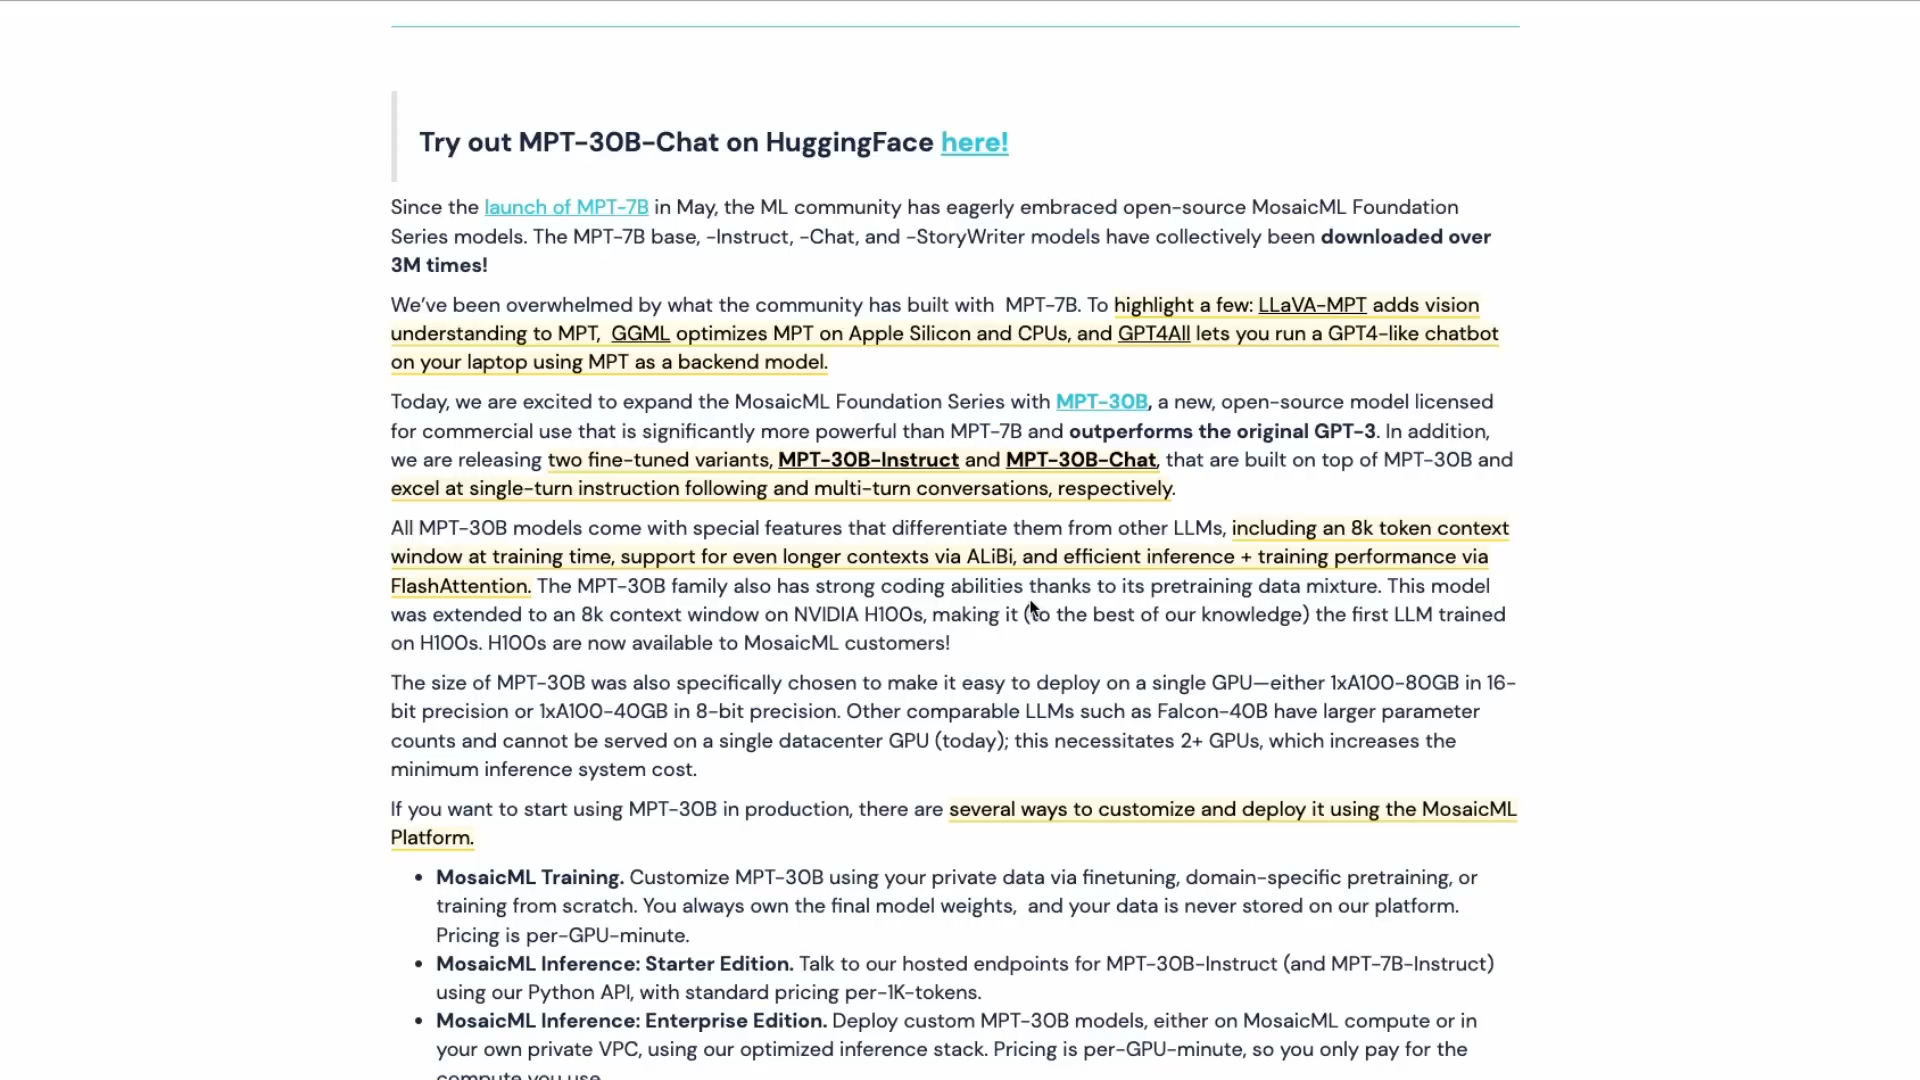 Try out MPT-30B-Chat on HuggingFace here!
Since the launch of MPT-7B in May, the ML community has eagerly embraced open-source MosaicML Foundation
Series models. The MPT-7B base, -Instruct, -Chat, and -StoryWriter models have collectively been downloaded over
3M times!
We've been overwhelmed by what the community has built with MPT-7B. To highlight a few: LLaVA-MPT adds vision
understanding to MPT, GGML optimizes MPT on Apple Silicon and CPUs, and GPT4All lets you run a GPT4-like chatbot
on your laptop using MPT as a backend model.
Today, we are excited to expand the MosaicML Foundation Series with MPT-30B, a new, open-source model licensed
for commercial use that is significantly more powerful than MPT-7B and outperforms the original GPT-3. In addition,
we are releasing two fine-tuned variants, MPT-30B-Instruct and MPT-30B-Chat, that are built on top of MPT-30B and
excel at single-turn instruction following and multi-turn conversations, respectively.
All MPT-30B models come with special features that differentiate them from other LLMs, including an 8k token context
window at training time, support for even longer contexts via ALiBi, and efficient inference + training performance via
FlashAttention. The MPT-30B family also has strong coding abilities thanks to its pretraining data mixture. This model
was extended to an 8k context window on NVIDIA H100s, making it (to the best of our knowledge) the first LLM trained
on H100s. H100s are now available to MosaicML customers!
The size of MPT-30B was also specifically chosen to make it easy to deploy on a single GPU—either 1xA100-80GB in 16-
bit precision or 1xA100-40GB in 8-bit precision. Other comparable LLMs such as Falcon-40B have larger parameter
counts and cannot be served on a single datacenter GPU (today); this necessitates 2+ GPUs, which increases the
minimum inference system cost.
If you want to start using MPT-30B in production, there are several ways to customize and deploy it using the MosaicML
Platform.
• MosaicML Training. Customize MPT-30B using your private data via finetuning, domain-specific pretraining, or
training from scratch. You always own the final model weights, and your data is never stored on our platform.
Pricing is per-GPU-minute.
• MosaicML Inference: Starter Edition. Talk to our hosted endpoints for MPT-30B-Instruct (and MPT-7B-Instruct)
using our Python API, with standard pricing per-1K-tokens.
• MosaicML Inference: Enterprise Edition. Deploy custom MPT-30B models, either on MosaicML compute or in
your own private VPC, using our optimized inference stack. Pricing is per-GPU-minute, so you only pay for the
compute you use.